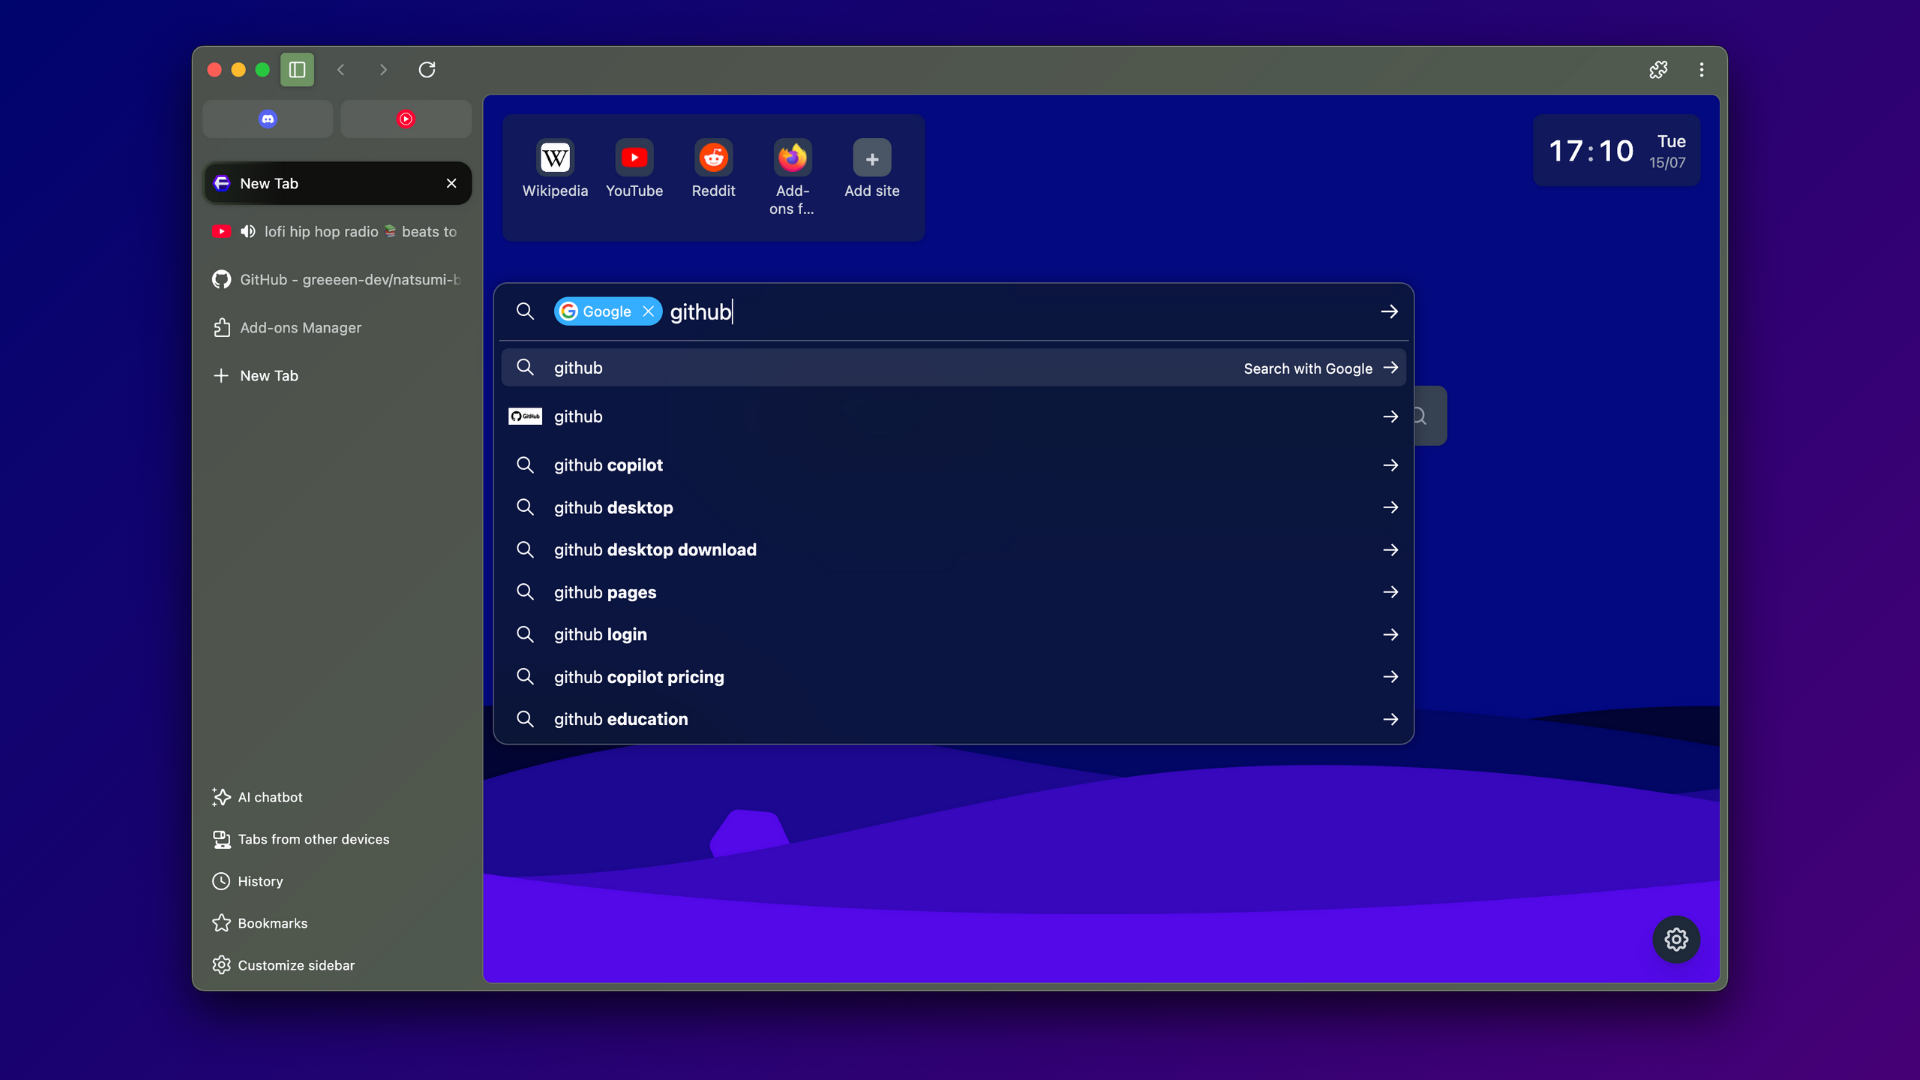 New Tab
lofi hip hop radio 📚 beats to
GitHub - greeeen-dev/natsumi-b
Add-ons Manager
New Tab
AI chatbot
Tabs from other devices
History
Bookmarks
Customize sidebar
W
Wikipedia
YouTube
Reddit
Add-
ons f...
Add site
17:10
Tue
15/07
Google github
github
Search with Google
GitHub
github
github copilot
github desktop
github desktop download
github pages
github login
github copilot pricing
github education